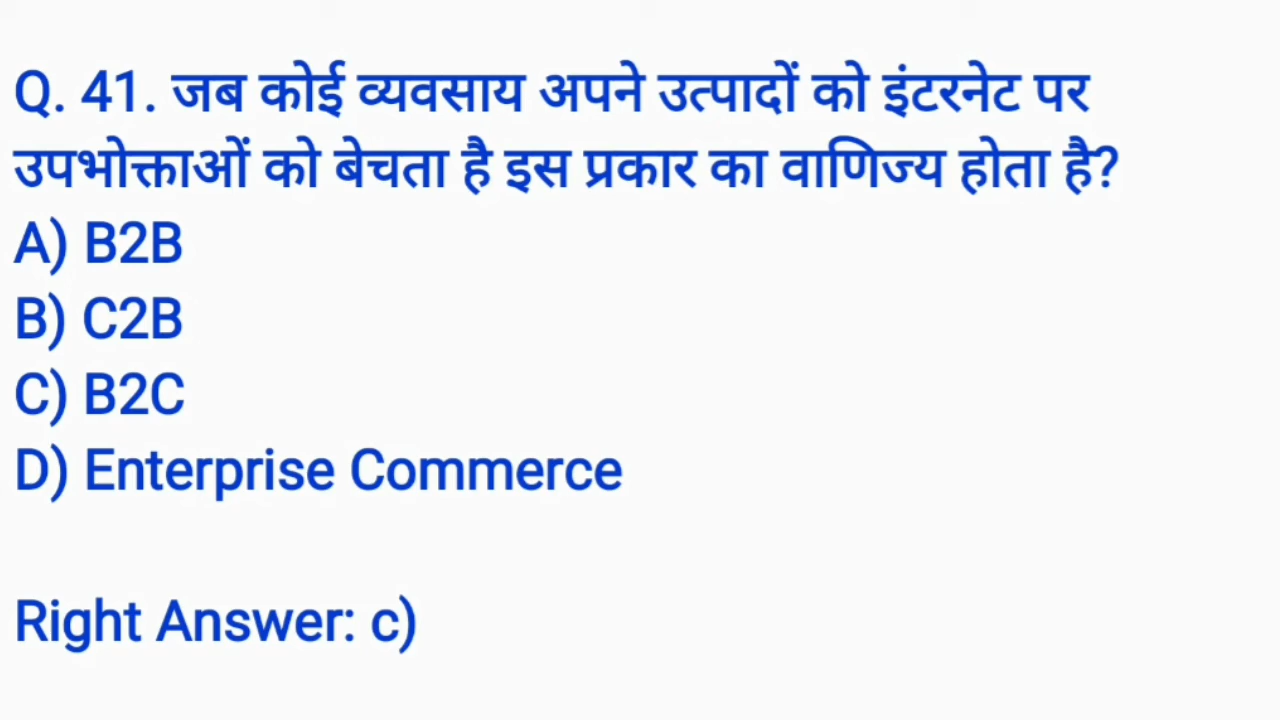 Q. 41. जब कोई व्यवसाय अपने उत्पादों को इंटरनेट पर
उपभोक्ताओं को बेचता है इस प्रकार का वाणिज्य होता है?
A) B2B
B) C2B
C) B2C
D) Enterprise Commerce
Right Answer: c)